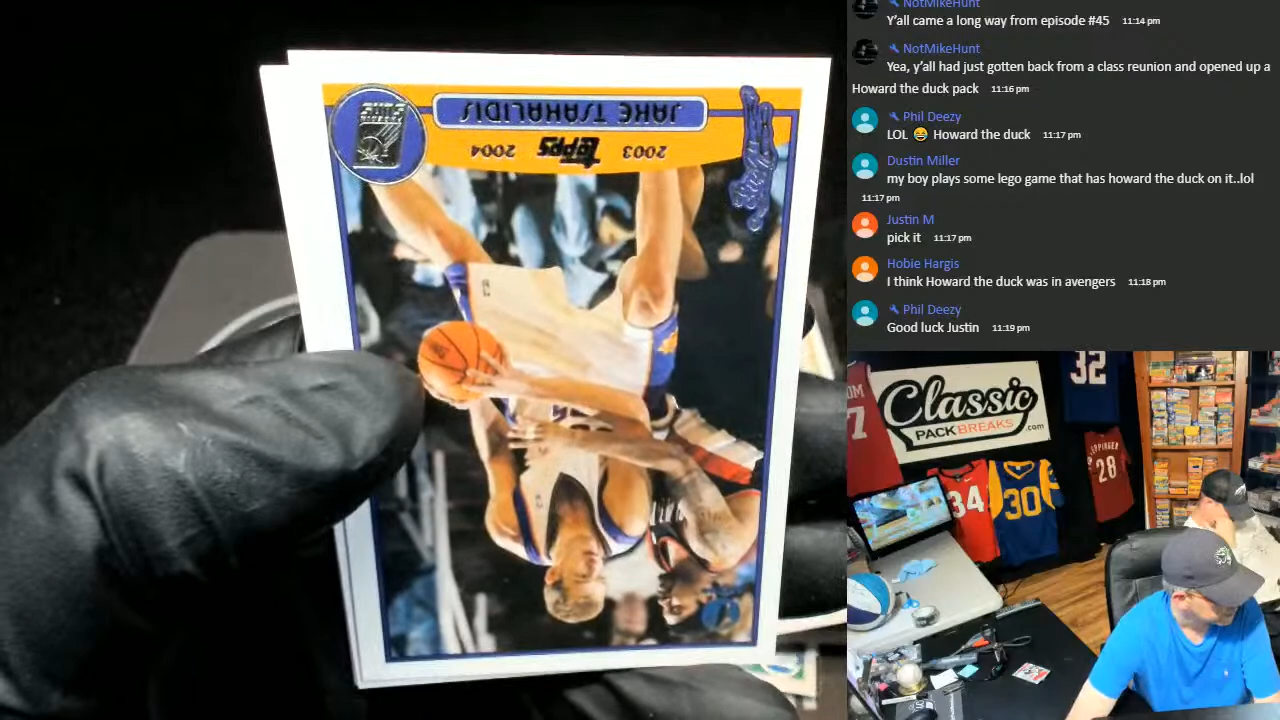 JAKE TSAKALIDIS
2003 Topps 2004
SUNS
NotMikeHunt
Y'all came a long way from episode #45 11:14 pm
NotMikeHunt
Yea, y'all had just gotten back from a class reunion and opened up a
Howard the duck pack 11:16 pm
Phil Deezy
LOL 😆 Howard the duck 11:17 pm
Dustin Miller
my boy plays some lego game that has howard the duck on it..lol
11:17 pm
Justin M
pick it 11:17 pm
Hobie Hargis
I think Howard the duck was in avengers 11:18 pm
Phil Deezy
Good luck Justin 11:19 pm
Classic
PACK BREAKS.com
32
7
34
30
28